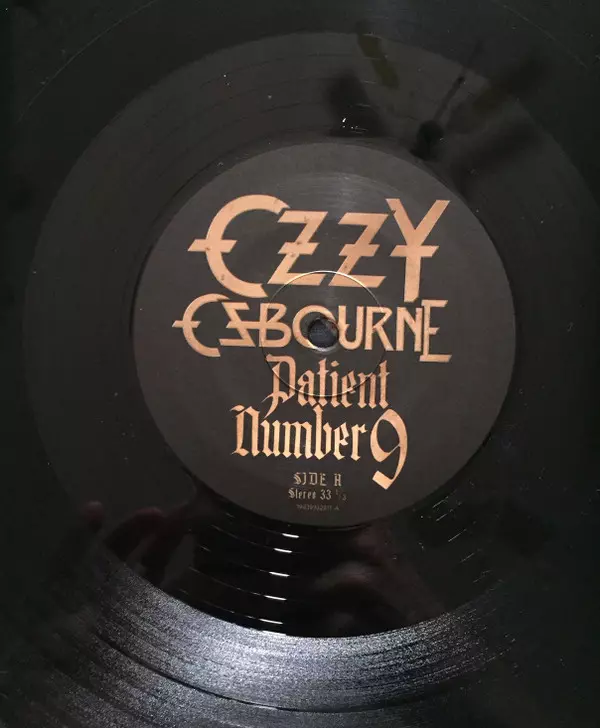 OZZY
OSBOURNE
Patient
Number 9
SIDE A
Stereo 33 ⅓